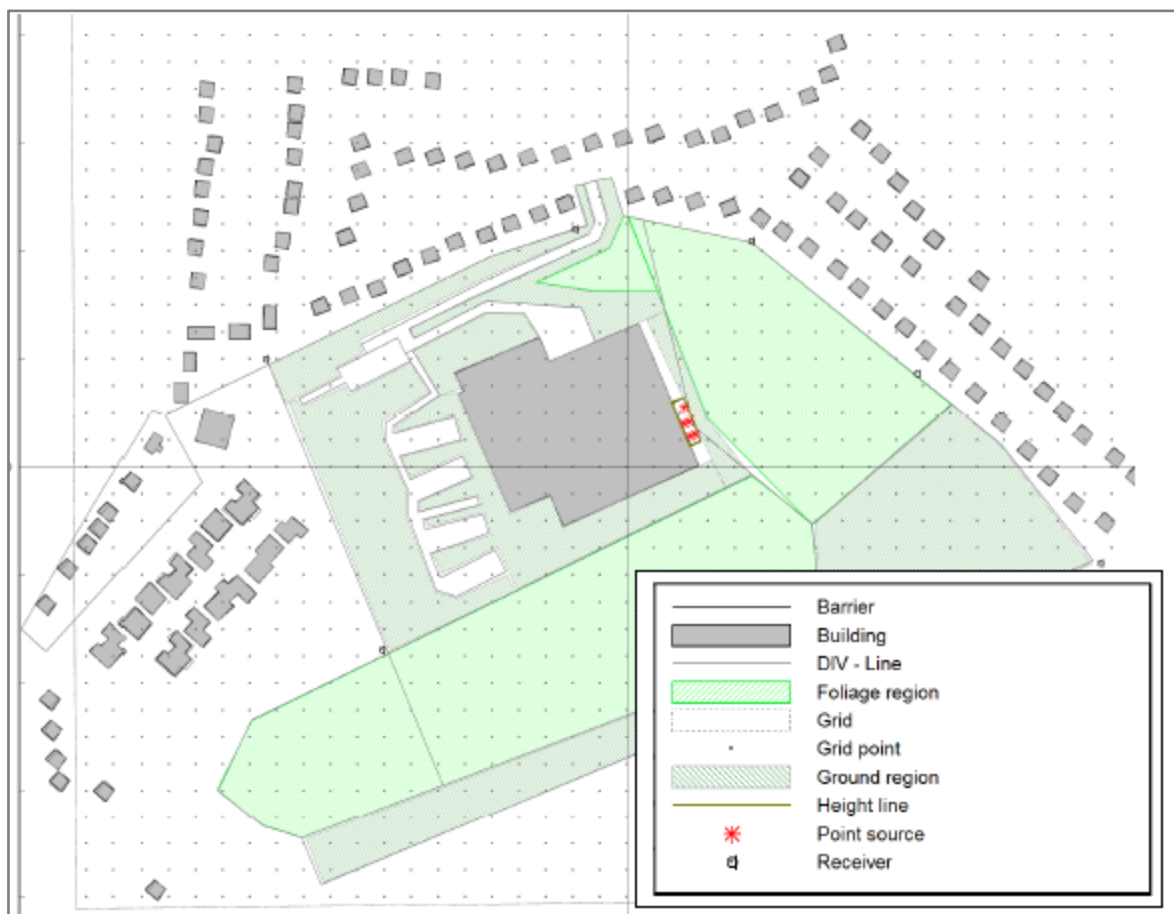 Barrier
Building
DIV - Line
Foliage region
Grid
Grid point
Ground region
Height line
Point source
Receiver